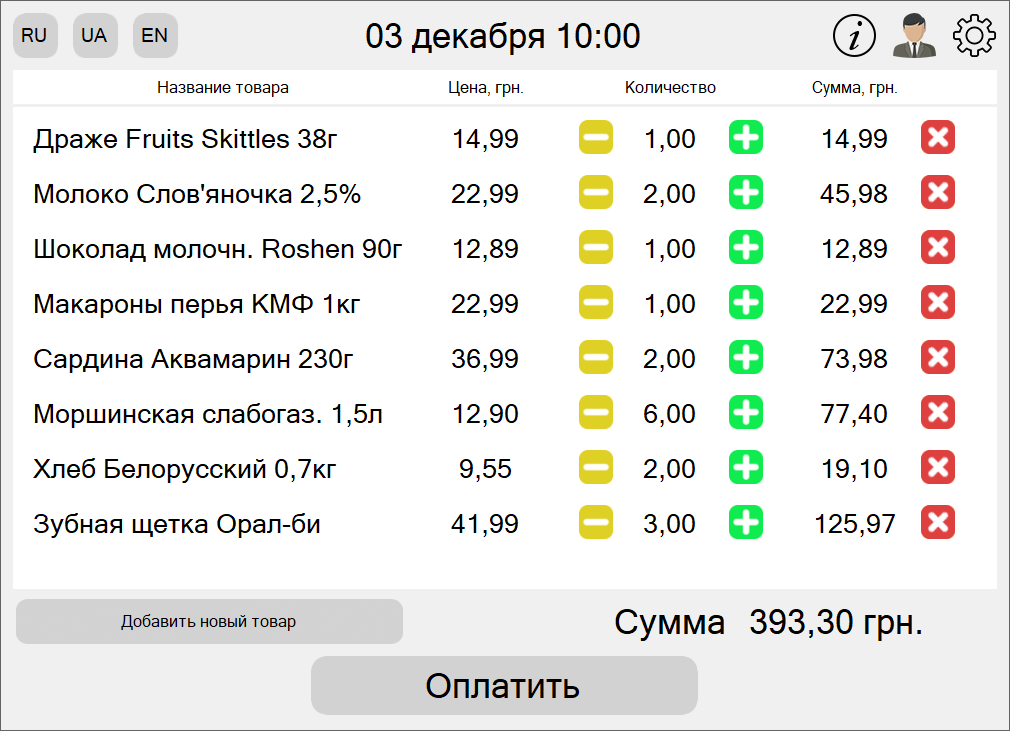 RU UA EN 03 декабря 10:00 i
Название товара Цена, грн. Количество Сумма, грн.
Драже Fruits Skittles 38г 14,99 1,00 14,99
Молоко Слов'яночка 2,5% 22,99 2,00 45,98
Шоколад молочн. Roshen 90г 12,89 1,00 12,89
Макароны перья КМФ 1кг 22,99 1,00 22,99
Сардина Аквамарин 230г 36,99 2,00 73,98
Моршинская слабогаз. 1,5л 12,90 6,00 77,40
Хлеб Белорусский 0,7кг 9,55 2,00 19,10
Зубная щетка Орал-би 41,99 3,00 125,97
Добавить новый товар Сумма 393,30 грн.
Оплатить